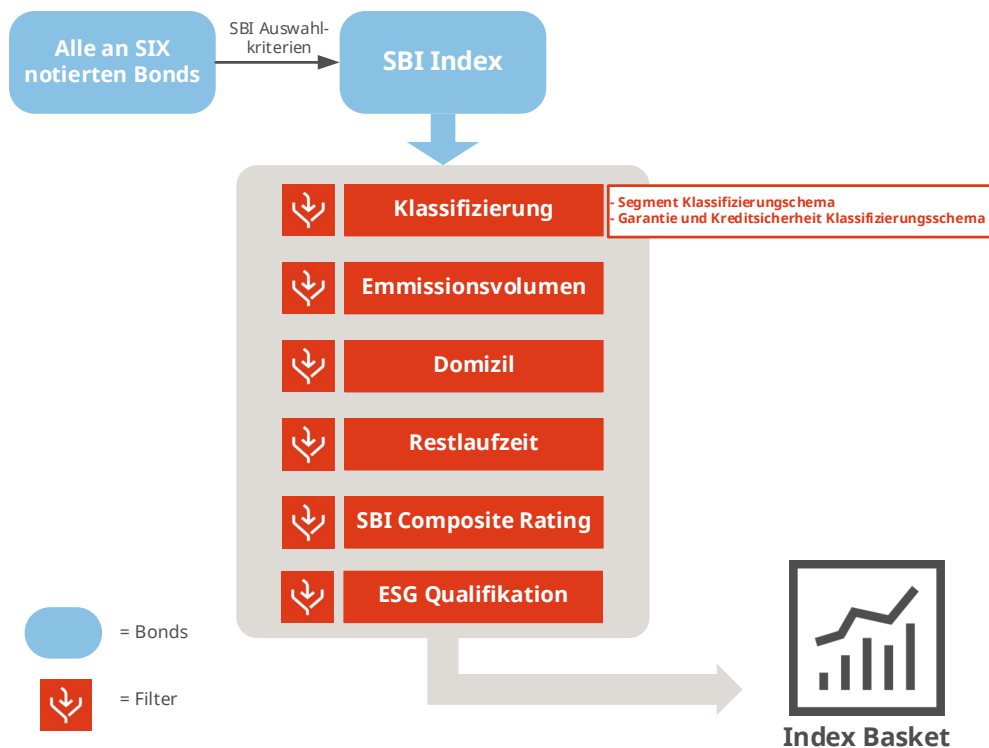 Alle an SIX
notierten Bonds
SBI Auswahl-
kriterien
SBI Index
Klassifizierung
- Segment Klassifizierungschema
- Garantie und Kreditsicherheit Klassifizierungsschema
Emmissionsvolumen
Domizil
Restlaufzeit
SBI Composite Rating
ESG Qualifikation
= Bonds
= Filter
Index Basket